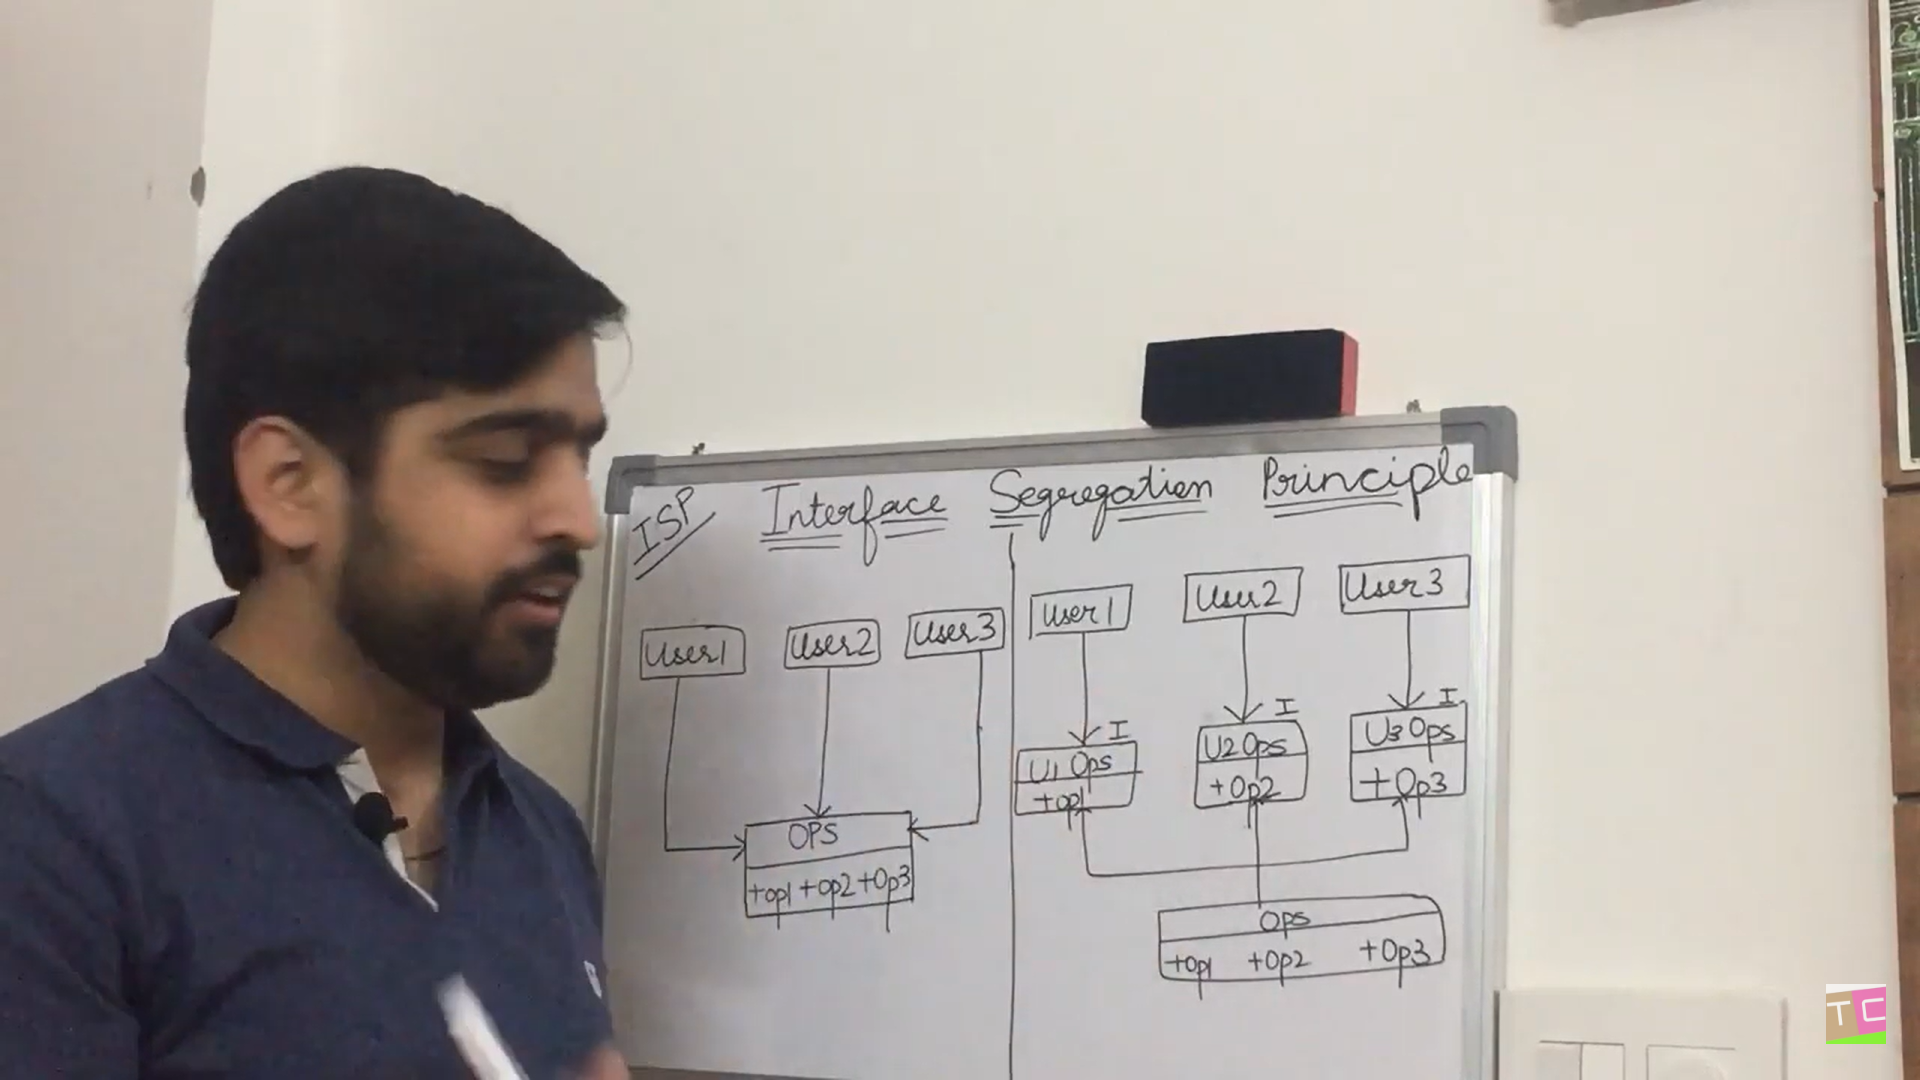 ISP Interface Segregation Principle
User1 User2 User3
OPS
+op1 +op2 +Op3
User1 User2 User3
I I I
U1 Ops U2 Ops U3 Ops
+op1 +Op2 +Op3
Ops
+op1 +Op2 +Op3
TC